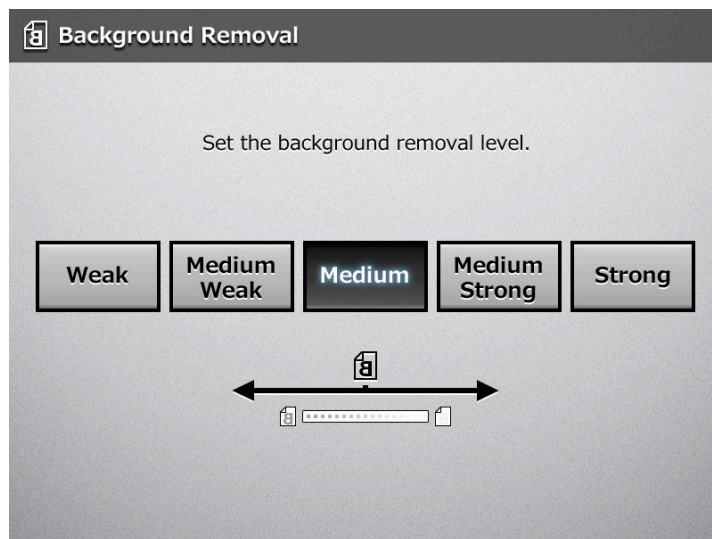 Background Removal
Set the background removal level.
Weak
Medium
Weak
Medium
Medium
Strong
Strong